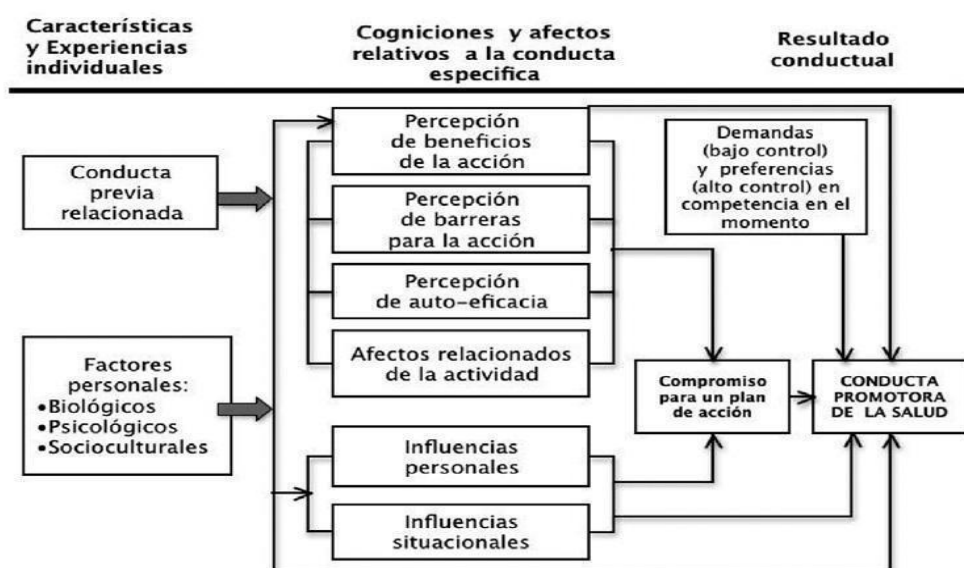 Características
y Experiencias
individuales
Cogniciones y afectos
relativos a la conducta
especifica
Resultado
conductual
Conducta
previa
relacionada
Factores
personales:
•Biológicos
•Psicológicos
•Socioculturales
Percepción
de beneficios
de la acción
Percepción
de barreras
para la acción
Percepción
de auto-eficacia
Afectos relacionados
de la actividad
Influencias
personales
Influencias
situacionales
Demandas
(bajo control)
y preferencias
(alto control) en
competencia en el
momento
Compromiso
para un plan
de acción
CONDUCTA
PROMOTORA
DE LA SALUD